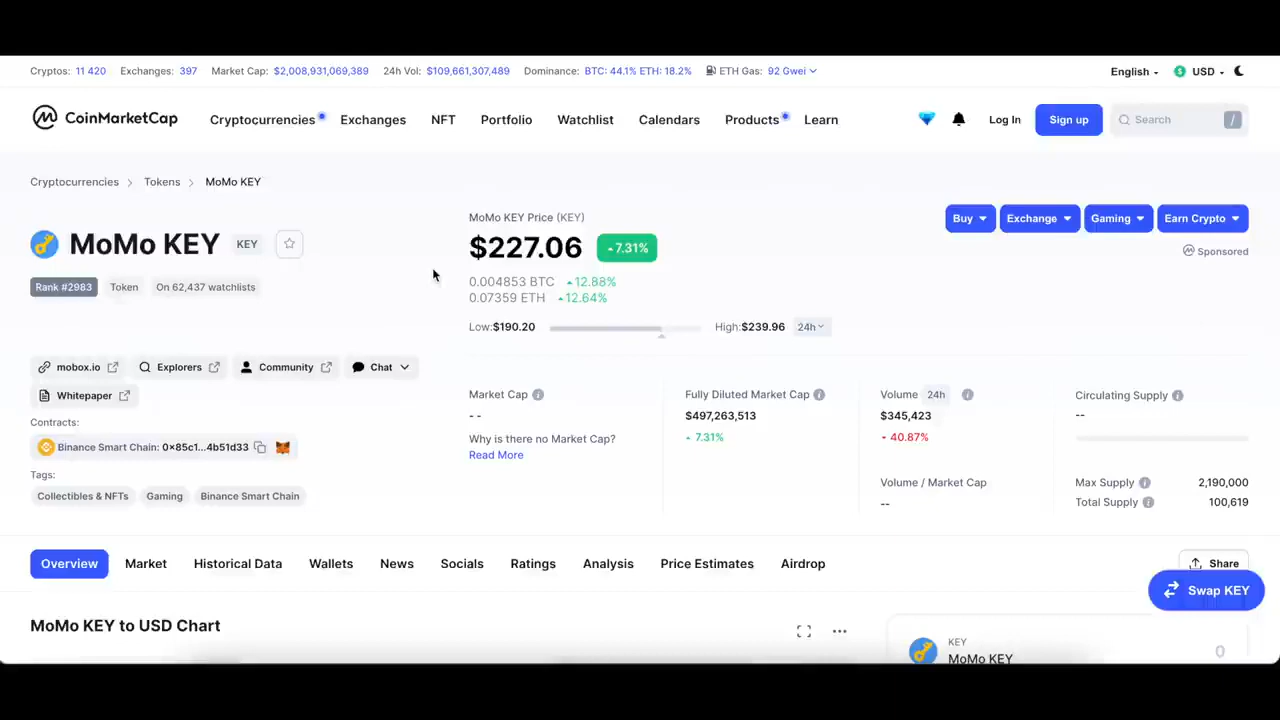 Cryptos: 11 420 Exchanges: 397 Market Cap: $2,008,931,069,389 24h Vol: $109,661,307,489 Dominance: BTC: 44.1% ETH: 18.2% ETH Gas: 92 Gwei English USD
CoinMarketCap Cryptocurrencies Exchanges NFT Portfolio Watchlist Calendars Products Learn Log In Sign up Search /
Cryptocurrencies > Tokens > MoMo KEY
MoMo KEY KEY
Rank #2983 Token On 62,437 watchlists
mobox.io Explorers Community Chat
Whitepaper
Contracts:
Binance Smart Chain: 0x85c1...4b51d33
Tags:
Collectibles & NFTs Gaming Binance Smart Chain
MoMo KEY Price (KEY)
$227.06 7.31%
0.004853 BTC 12.88%
0.07359 ETH 12.64%
Low:$190.20 High:$239.96 24h
Buy Exchange Gaming Earn Crypto
Sponsored
Market Cap
- -
Why is there no Market Cap?
Read More
Fully Diluted Market Cap
$497,263,513
7.31%
Volume 24h
$345,423
40.87%
Volume / Market Cap
--
Circulating Supply
--
Max Supply 2,190,000
Total Supply 100,619
Overview Market Historical Data Wallets News Socials Ratings Analysis Price Estimates Airdrop Share
Swap KEY
MoMo KEY to USD Chart
KEY
MoMo KEY 0